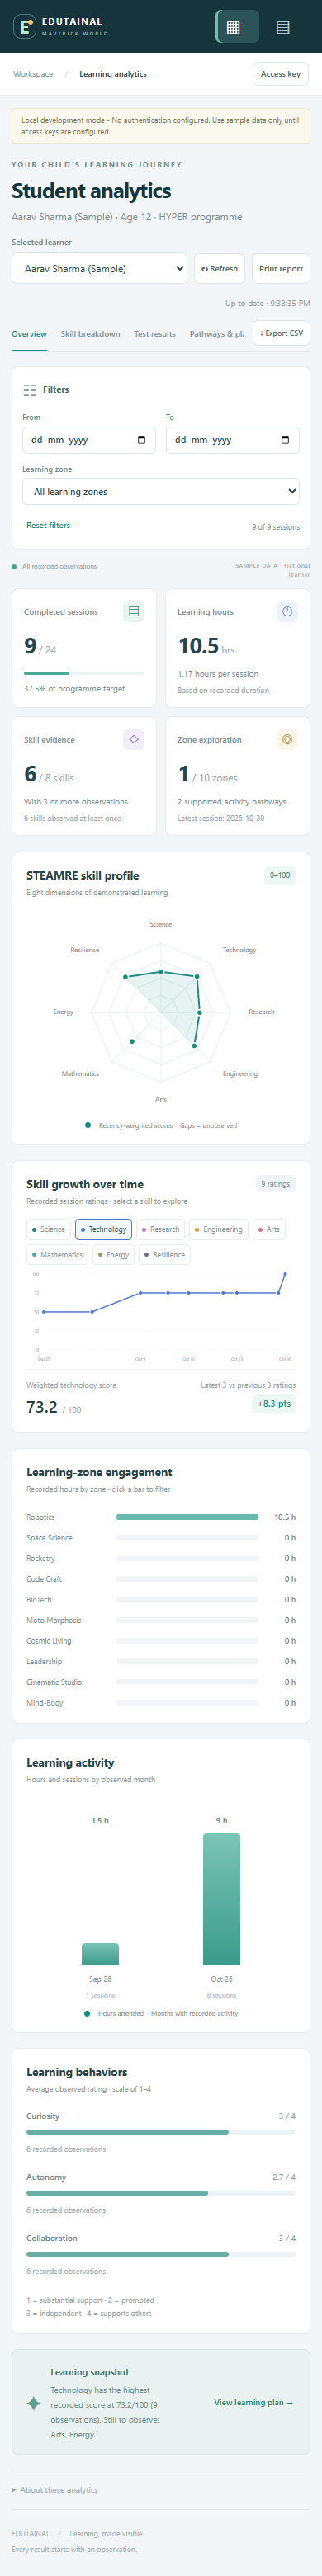 EDUTAINAL
MAVERICK WORLD
Workspace / Learning analytics
Access key
Local development mode • No authentication configured. Use sample data only until
access keys are configured.
YOUR CHILD'S LEARNING JOURNEY
Student analytics
Aarav Sharma (Sample) · Age 12 · HYPER programme
Selected learner
Aarav Sharma (Sample)
↻ Refresh
Print report
Up to date · 9:38:35 PM
Overview
Skill breakdown
Test results
Pathways & pla
↓ Export CSV
Filters
From
To
dd-mm-yyyy
dd-mm-yyyy
Learning zone
All learning zones
Reset filters
9 of 9 sessions
All recorded observations
SAMPLE DATA · Fictional
learner
Completed sessions
9 / 24
37.5% of programme target
Learning hours
10.5 hrs
1.17 hours per session
Based on recorded duration
Skill evidence
6 / 8 skills
With 3 or more observations
6 skills observed at least once
Zone exploration
1 / 10 zones
2 supported activity pathways
Latest session: 2026-10-30
STEAMRE skill profile
0–100
Eight dimensions of demonstrated learning
Science
Resilience
Technology
Energy
Research
Mathematics
Engineering
Arts
Recency-weighted scores · Gaps = unobserved
Skill growth over time
9 ratings
Recorded session ratings · select a skill to explore
Science
Technology
Research
Engineering
Arts
Mathematics
Energy
Resilience
100
75
50
25
0
Sep 25
Oct 9
Oct 16
Oct 23
Oct 30
Weighted technology score
Latest 3 vs previous 3 ratings
73.2 / 100
+8.3 pts
Learning-zone engagement
Recorded hours by zone · click a bar to filter
Robotics 10.5 h
Space Science 0 h
Rocketry 0 h
Code Craft 0 h
BioTech 0 h
Moto Morphosis 0 h
Cosmic Living 0 h
Leadership 0 h
Cinematic Studio 0 h
Mind-Body 0 h
Learning activity
Hours and sessions by observed month
1.5 h
9 h
Sep 26
Oct 26
1 sessions
8 sessions
Hours attended · Months with recorded activity
Learning behaviors
Average observed rating · scale of 1–4
Curiosity 3 / 4
6 recorded observations
Autonomy 2.7 / 4
6 recorded observations
Collaboration 3 / 4
6 recorded observations
1 = substantial support · 2 = prompted
3 = independent · 4 = supports others
Learning snapshot
Technology has the highest
recorded score at 73.2/100 (9
observations). Still to observe:
Arts, Energy.
View learning plan →
About these analytics
EDUTAINAL / Learning, made visible.
Every result starts with an observation.